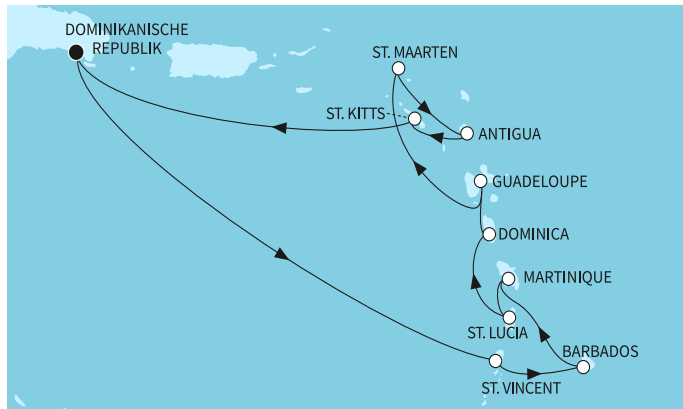 DOMINIKANISCHE
REPUBLIK
ST. MAARTEN
ST. KITTS
ANTIGUA
GUADELOUPE
DOMINICA
MARTINIQUE
ST. LUCIA
BARBADOS
ST. VINCENT